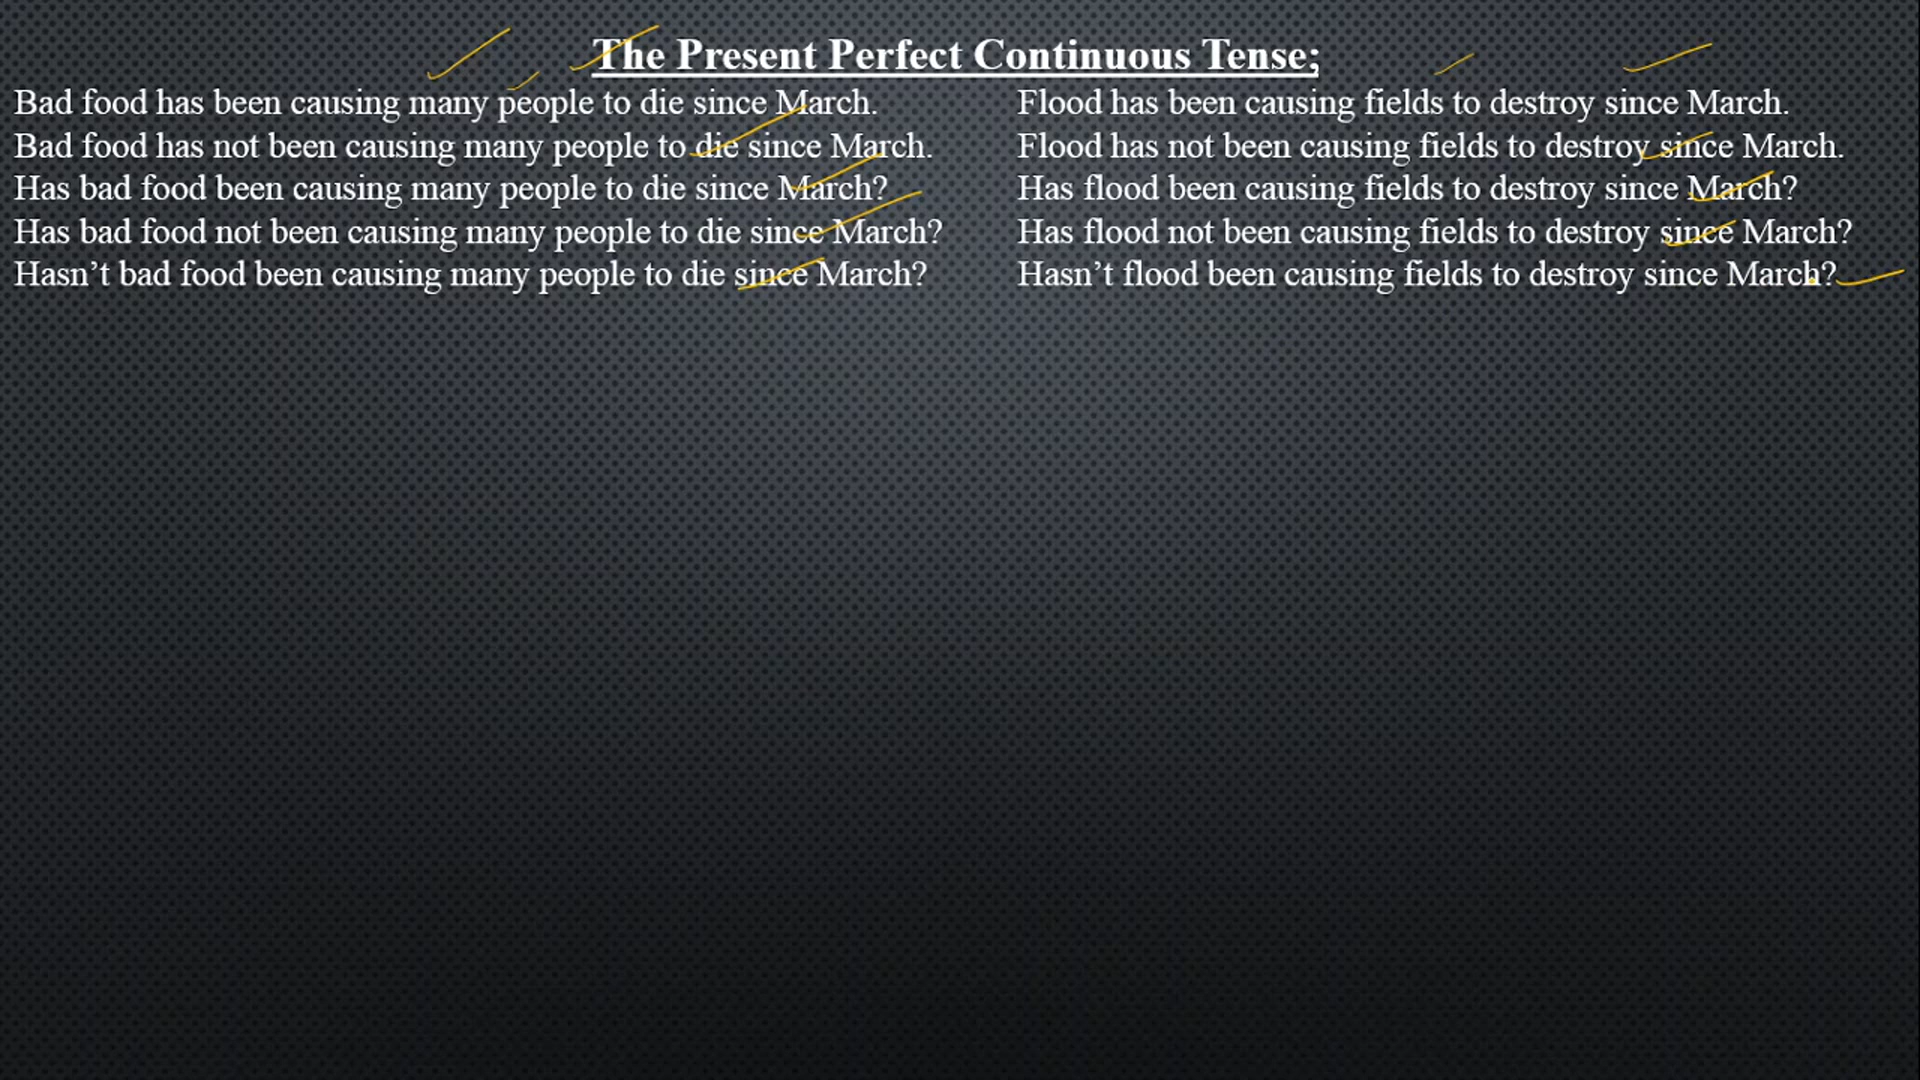 The Present Perfect Continuous Tense;
Bad food has been causing many people to die since March.
Bad food has not been causing many people to die since March.
Has bad food been causing many people to die since March?
Has bad food not been causing many people to die since March?
Hasn’t bad food been causing many people to die since March?
Flood has been causing fields to destroy since March.
Flood has not been causing fields to destroy since March.
Has flood been causing fields to destroy since March?
Has flood not been causing fields to destroy since March?
Hasn’t flood been causing fields to destroy since March?